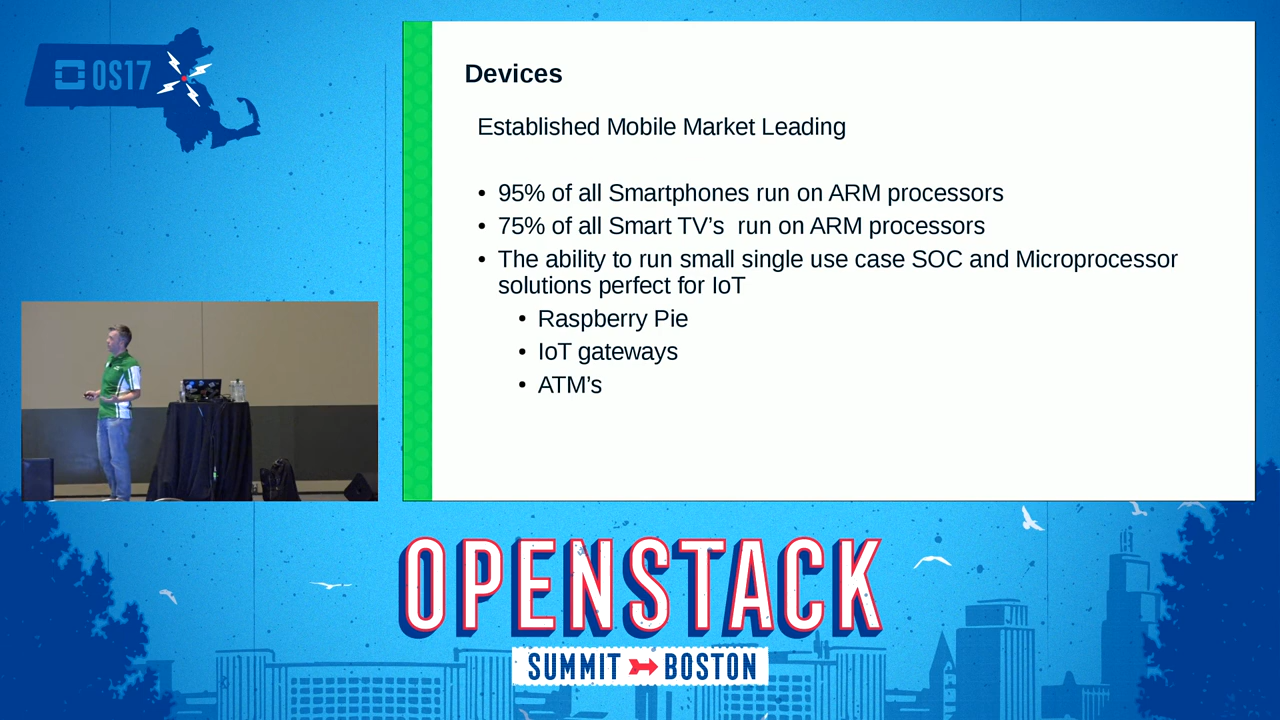 OS17
Devices
Established Mobile Market Leading
• 95% of all Smartphones run on ARM processors
• 75% of all Smart TV’s  run on ARM processors
• The ability to run small single use case SOC and Microprocessor
solutions perfect for IoT
• Raspberry Pie
• IoT gateways
• ATM’s
OPENSTACK
SUMMIT BOSTON